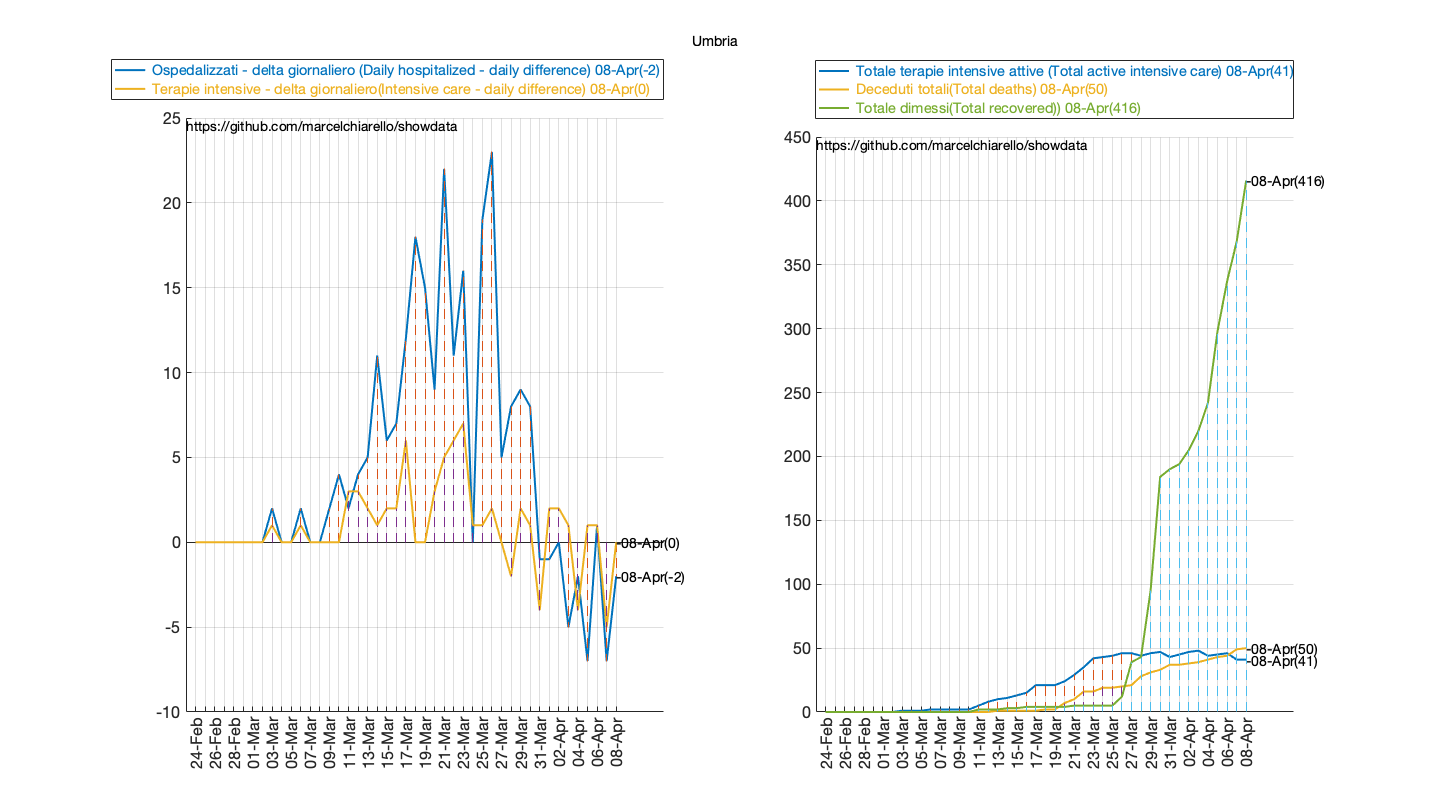 Umbria
Ospedalizzati - delta giornaliero (Daily hospitalized - daily difference) 08-Apr(-2)
Terapie intensive - delta giornaliero(Intensive care - daily difference) 08-Apr(0)
https://github.com/marcelchiarello/showdata
25
20
15
10
5
0
-5
-10
-08-Apr(0)
-08-Apr(-2)
24-Feb
26-Feb
28-Feb
01-Mar
03-Mar
05-Mar
07-Mar
09-Mar
11-Mar
13-Mar
15-Mar
17-Mar
19-Mar
21-Mar
23-Mar
25-Mar
27-Mar
29-Mar
31-Mar
02-Apr
04-Apr
06-Apr
08-Apr
Totale terapie intensive attive (Total active intensive care) 08-Apr(41)
Deceduti totali(Total deaths) 08-Apr(50)
Totale dimessi(Total recovered)) 08-Apr(416)
https://github.com/marcelchiarello/showdata
450
400
350
300
250
200
150
100
50
0
-08-Apr(416)
-08-Apr(50)
-08-Apr(41)
24-Feb
26-Feb
28-Feb
01-Mar
03-Mar
05-Mar
07-Mar
09-Mar
11-Mar
13-Mar
15-Mar
17-Mar
19-Mar
21-Mar
23-Mar
25-Mar
27-Mar
29-Mar
31-Mar
02-Apr
04-Apr
06-Apr
08-Apr